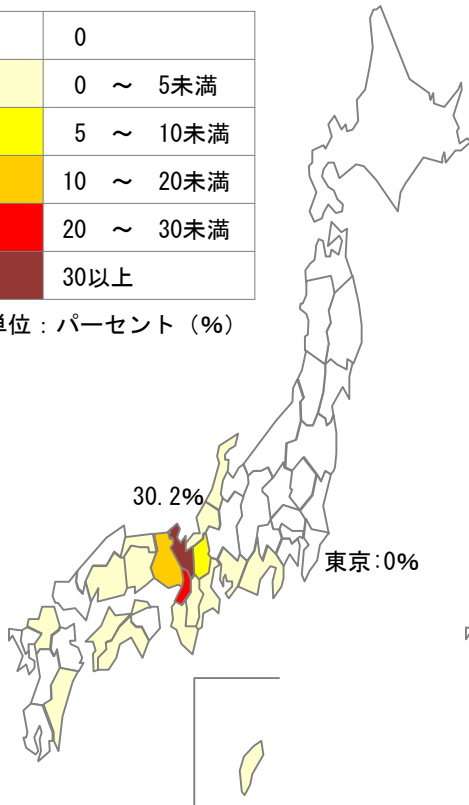 0
0 ～ 5未満
5 ～ 10未満
10 ～ 20未満
20 ～ 30未満
30以上
単位：パーセント（%）
30.2%
東京:0%